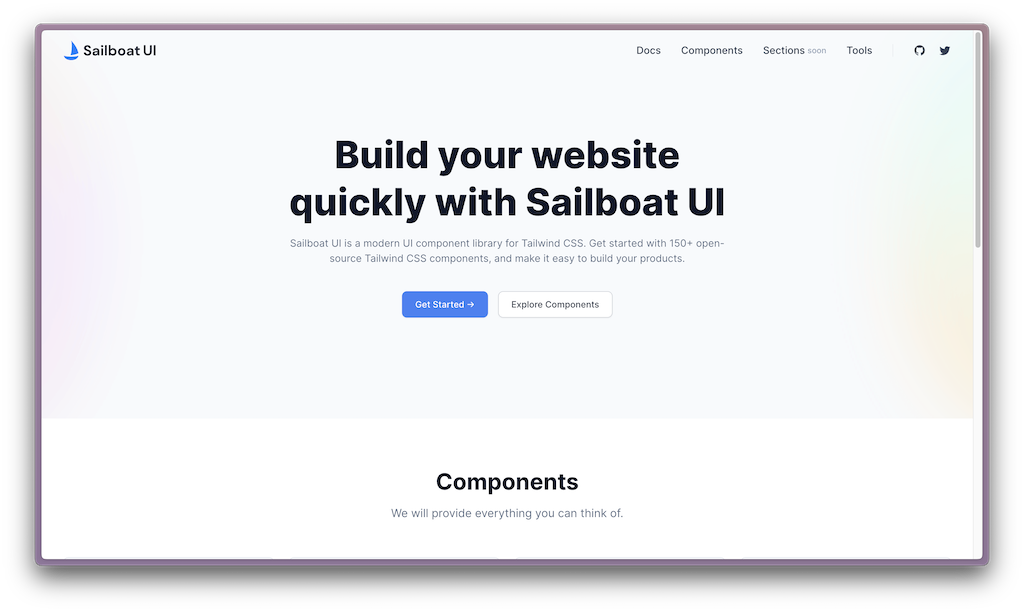 Sailboat UI
Docs Components Sections soon Tools
Build your website
quickly with Sailboat UI
Sailboat UI is a modern UI component library for Tailwind CSS. Get started with 150+ open-
source Tailwind CSS components, and make it easy to build your products.
Get Started →
Explore Components
Components
We will provide everything you can think of.